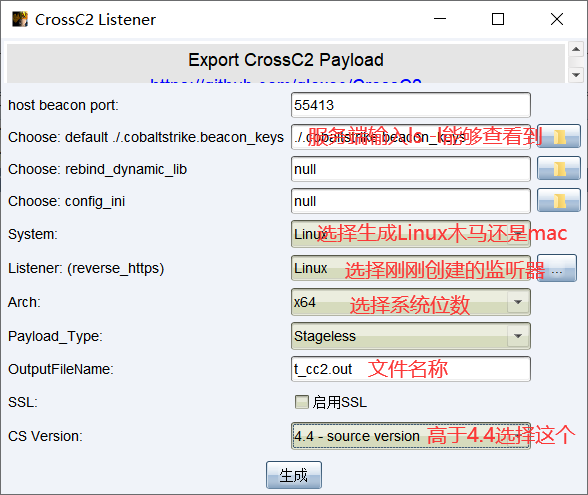 CrossC2 Listener
Export CrossC2 Payload
host beacon port: 55413
Choose: default ./.cobaltstrike.beacon_keys ./.cobaltstrike.beacon_keys 服务端输入ls -l能够查看到
Choose: rebind_dynamic_lib null
Choose: config_ini null
System: Linux 选择生成Linux木马还是mac
Listener: (reverse_https) Linux 选择刚刚创建的监听器 ...
Arch: x64 选择系统位数
Payload_Type: Stageless
OutputFileName: t_cc2.out 文件名称
SSL: 启用SSL
CS Version: 4.4 - source version 高于4.4选择这个
生成